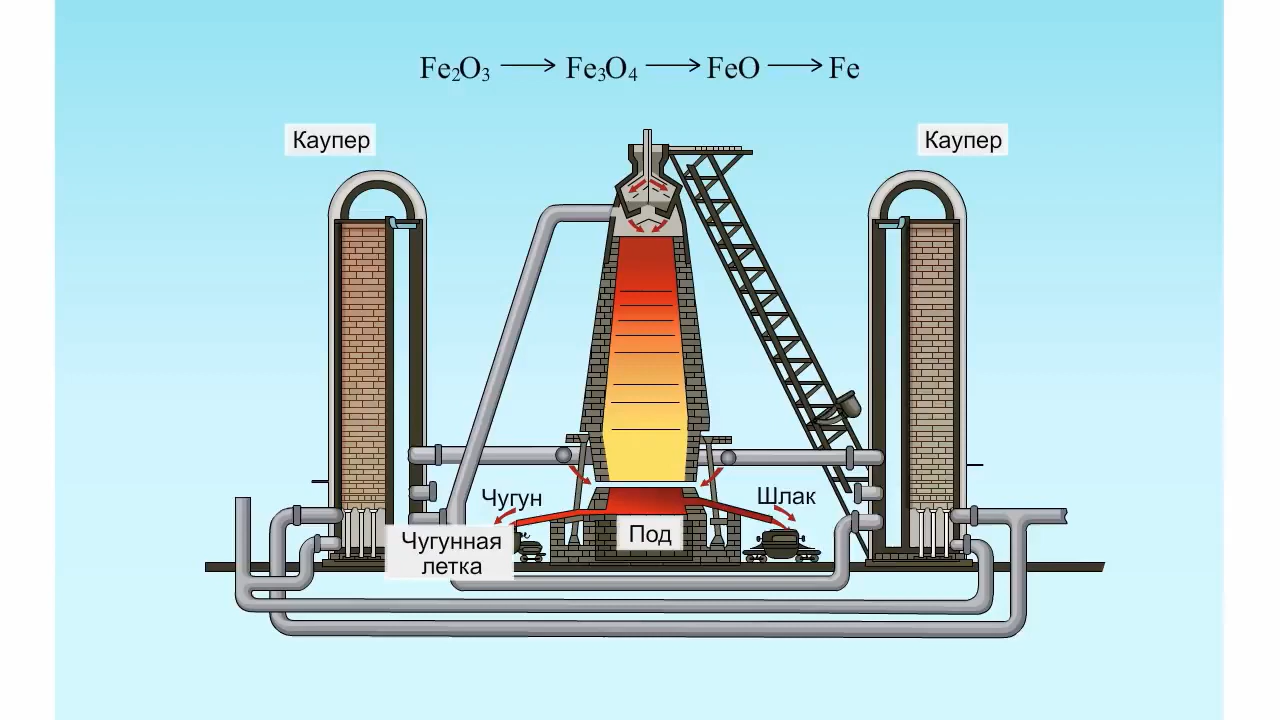 Fe₂O₃ → Fe₃O₄ → FeO → Fe
Каупер
Каупер
Чугун
Шлак
Чугунная
летка
Под